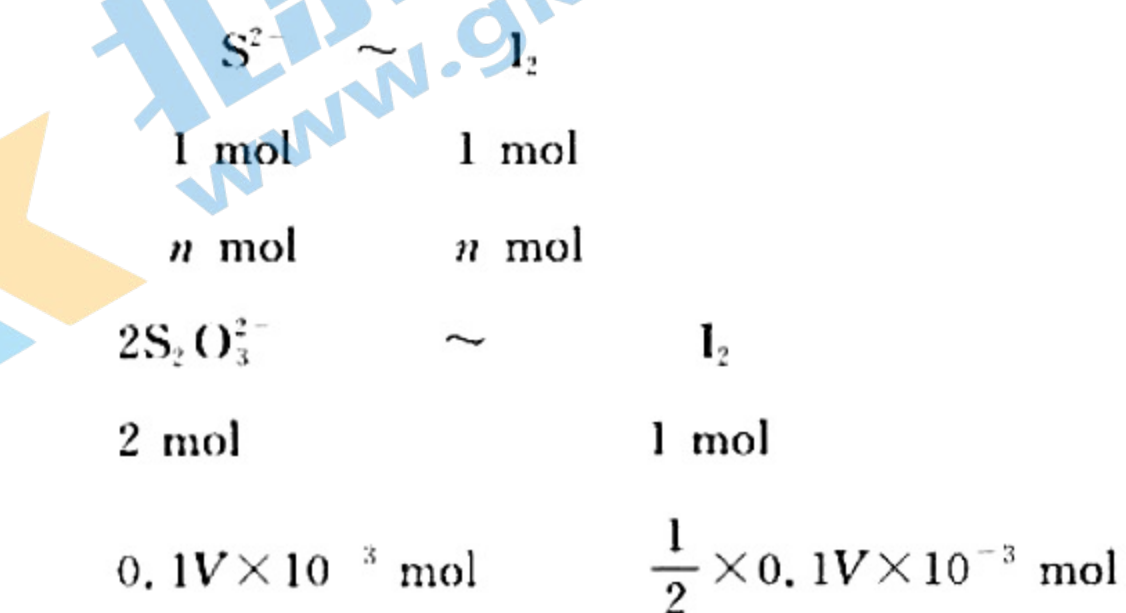 S²⁻ ~ I₂
www.g
1 mol 1 mol
n mol n mol
2S₂O₃²⁻ ~ I₂
2 mol 1 mol
0.1V×10⁻³ mol 1/2×0.1V×10⁻³ mol